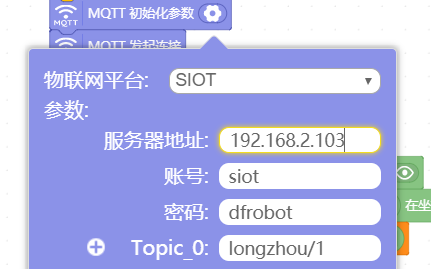 MQTT 初始化参数
MQTT
MQTT 发起连接
物联网平台: SIOT
参数:
服务器地址: 192.168.2.103
账号: siot
密码: dfrobot
Topic_0: longzhou/1
在坐